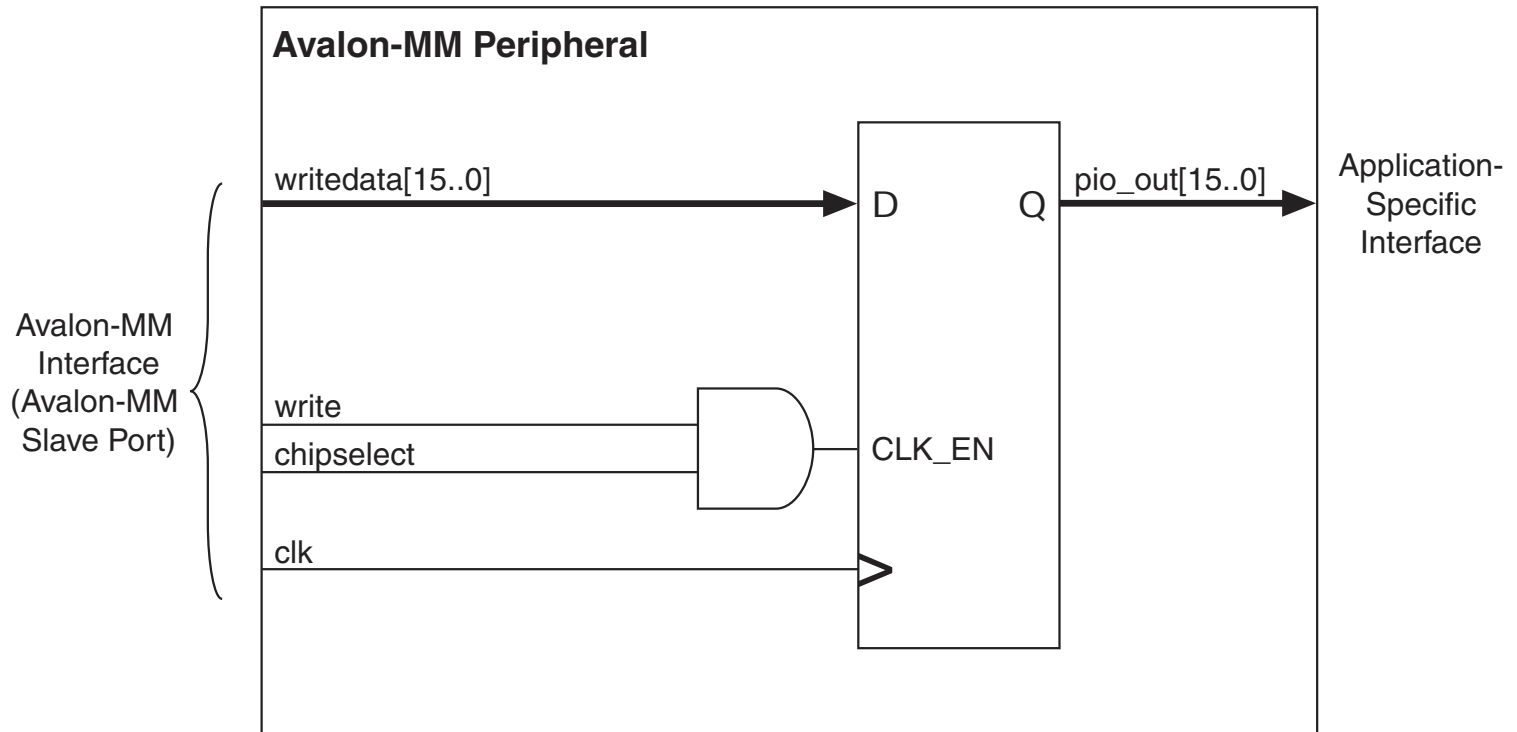 Avalon-MM Peripheral
writedata[15..0]
D
Q
pio_out[15..0]
Application-
Specific
Interface
Avalon-MM
Interface
(Avalon-MM
Slave Port)
write
chipselect
CLK_EN
clk